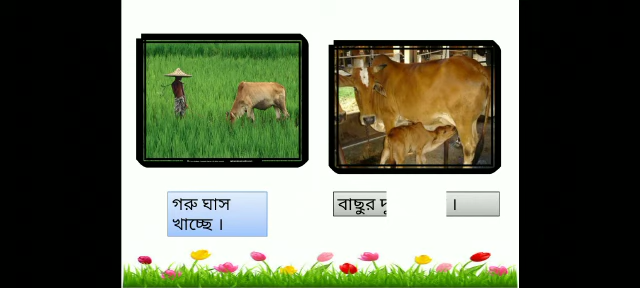 গরু ঘাস
খাচ্ছে ।
বাছুর ।